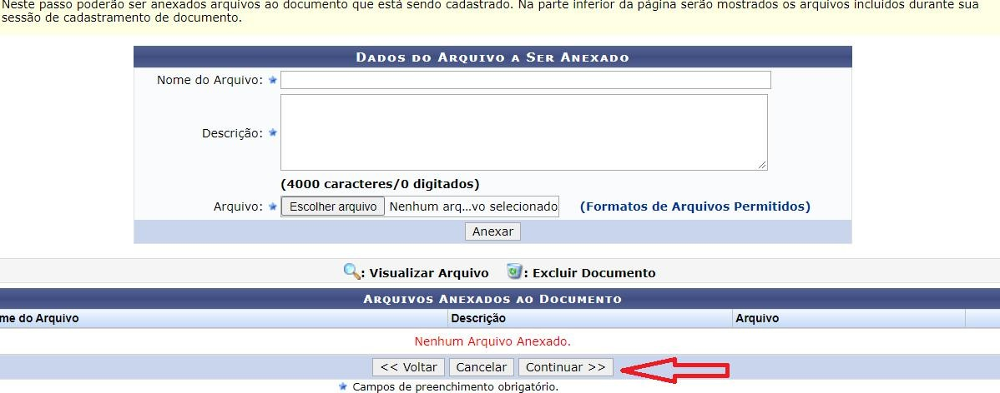 Neste passo poderão ser anexados arquivos ao documento que está sendo cadastrado. Na parte inferior da página serão mostrados os arquivos incluídos durante sua
sessão de cadastramento de documento.
Dados do Arquivo a Ser Anexado
Nome do Arquivo:
Descrição:
(4000 caracteres/0 digitados)
Arquivo: Escolher arquivo Nenhum arq...vo selecionado (Formatos de Arquivos Permitidos)
Anexar
: Visualizar Arquivo : Excluir Documento
Arquivos Anexados ao Documento
me do Arquivo Descrição Arquivo
Nenhum Arquivo Anexado.
<< Voltar Cancelar Continuar >>
Campos de preenchimento obrigatório.